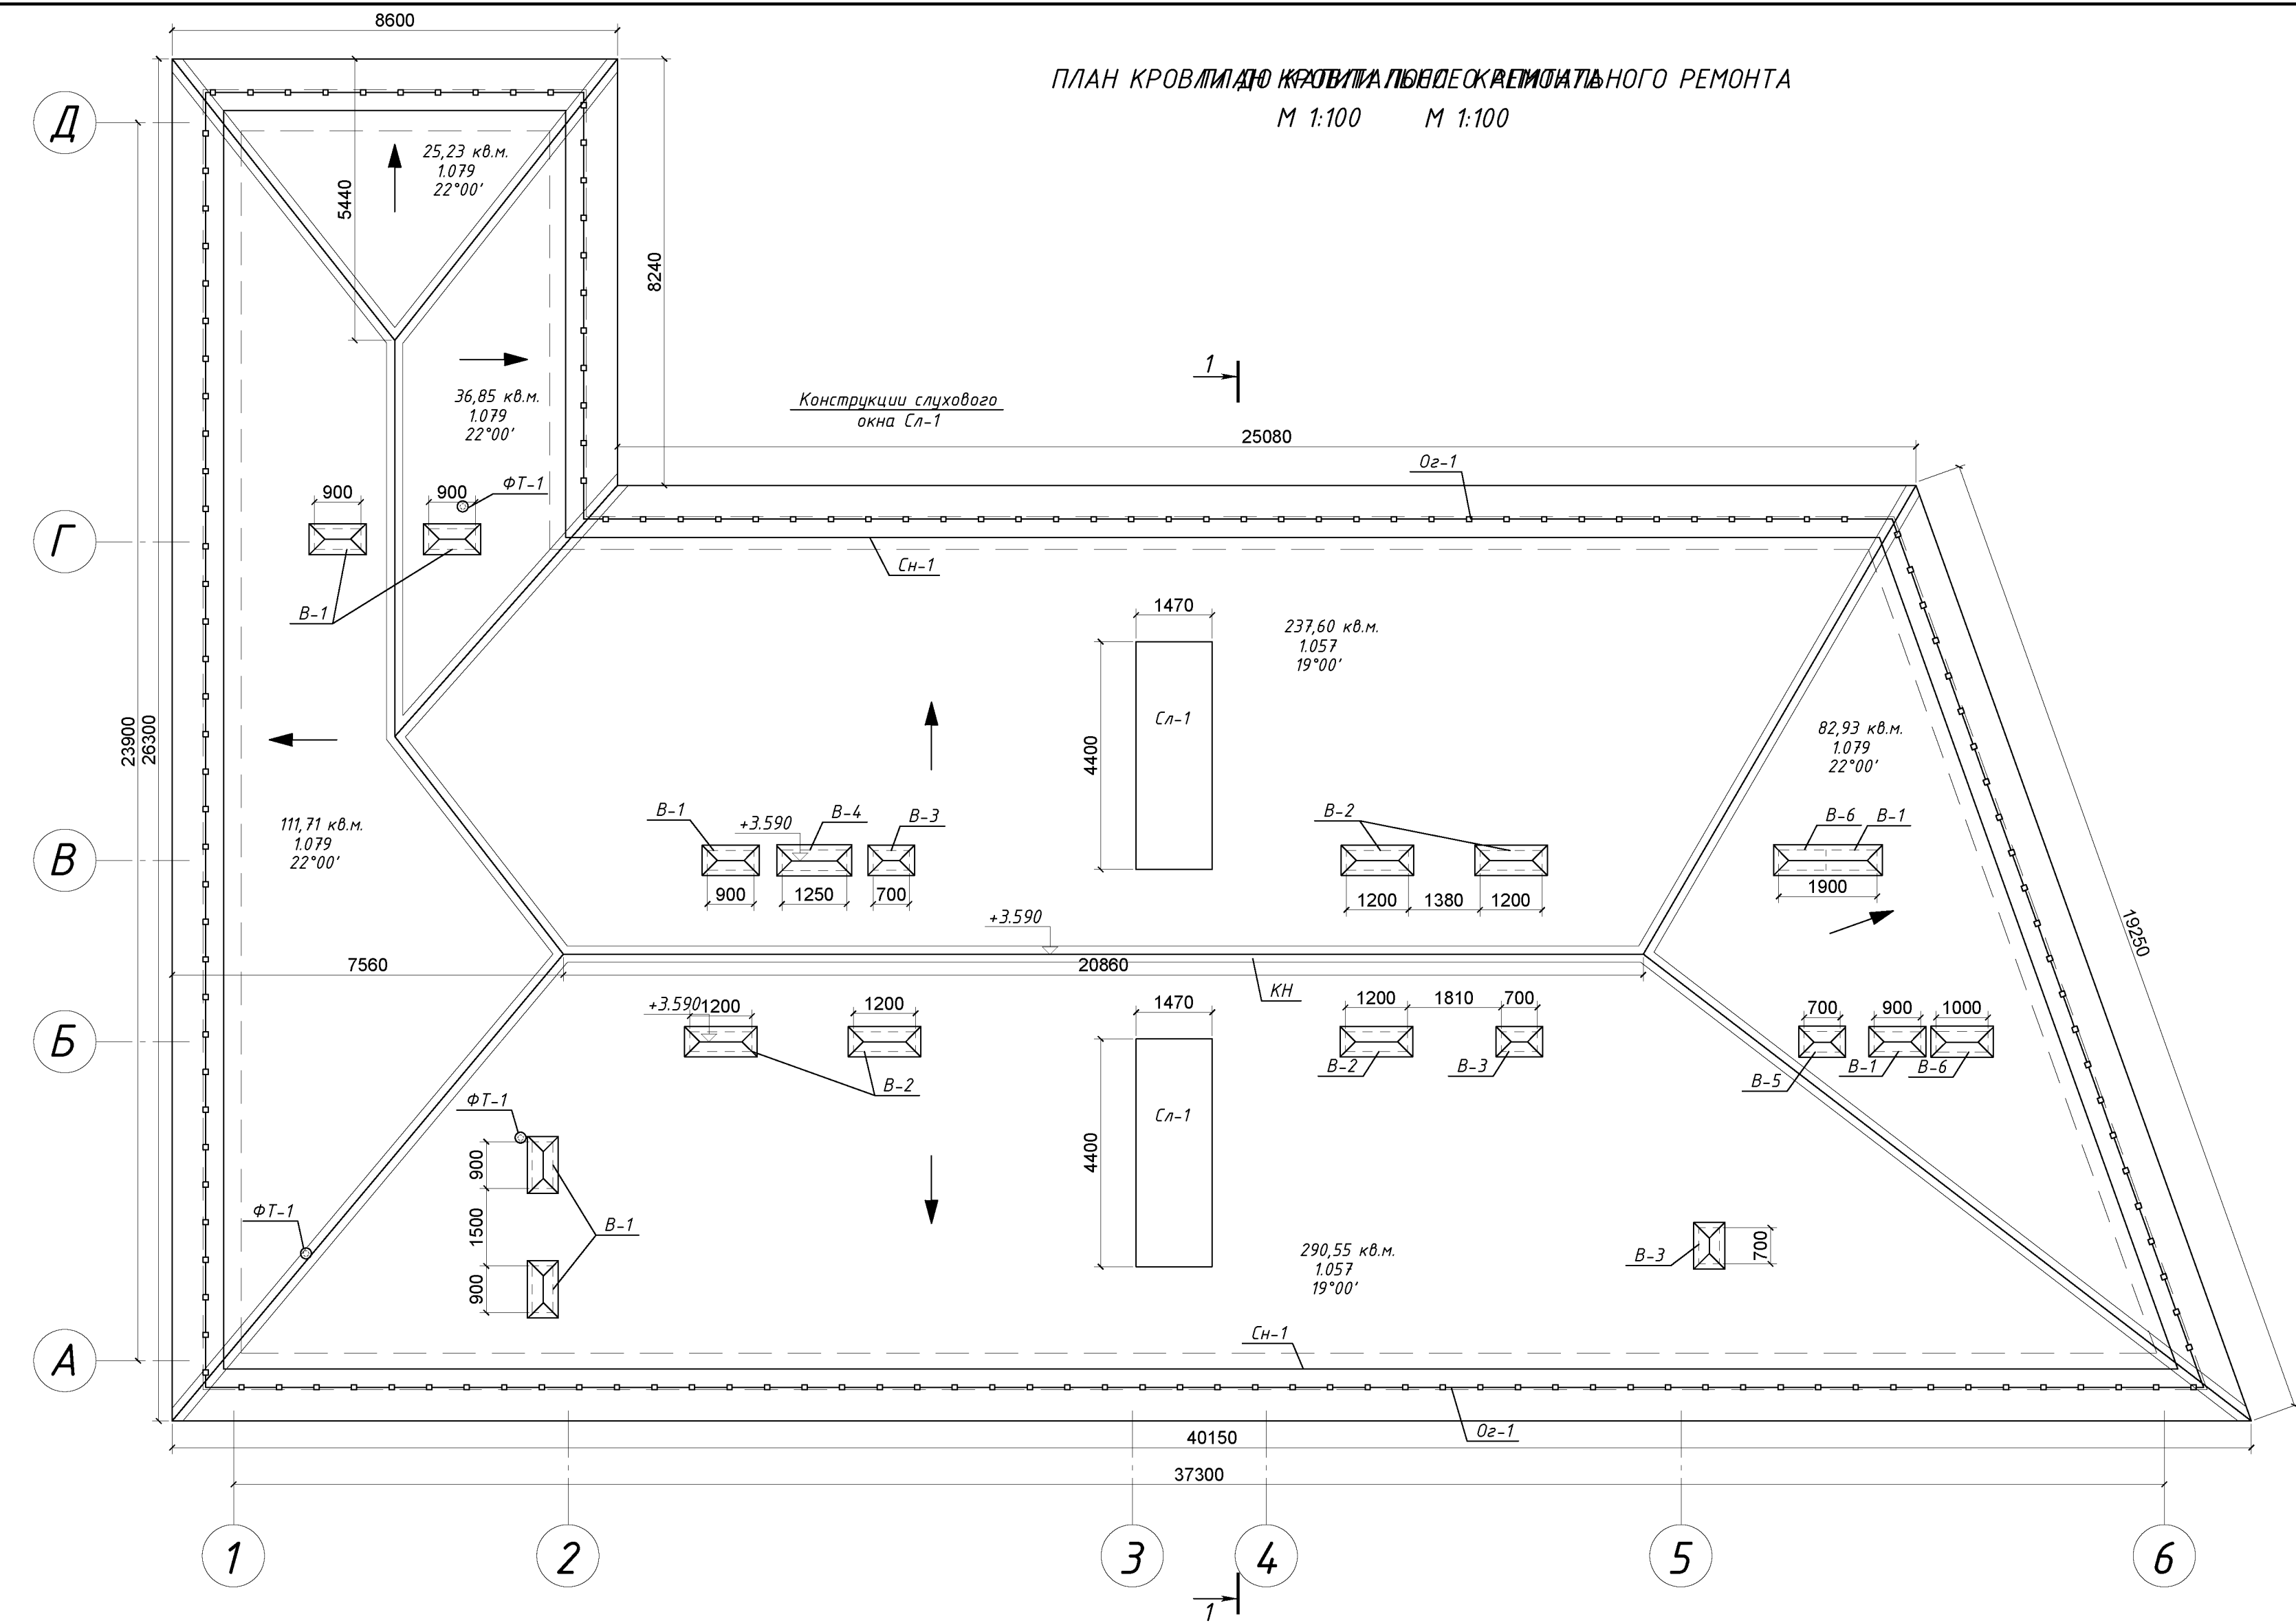 8600
ПЛАН КРОВЛИ ДО КАПИТАЛЬНОГО РЕМОНТА
М 1:100
ПЛАН КРОВЛИ ПОСЛЕ КАПИТАЛЬНОГО РЕМОНТА
М 1:100
Д
25,23 кв.м.
1.079
22°00'
5440
8240
36,85 кв.м.
1.079
22°00'
1
Конструкции слухового
окна Сл-1
25080
Ог-1
900
900
ФТ-1
Г
Сн-1
В-1
1470
237,60 кв.м.
1.057
19°00'
Сл-1
4400
23900
26300
82,93 кв.м.
1.079
22°00'
111,71 кв.м.
1.079
22°00'
В-1
+3.590
В-4
В-3
В-2
В-6
В-1
В
900
1250
700
1200
1380
1200
1900
+3.590
19250
7560
20860
КН
+3.590
1200
1200
1470
1200
1810
700
700
900
1000
Б
В-2
В-2
В-3
В-5
В-1
В-6
ФТ-1
Сл-1
4400
900
ФТ-1
1500
В-1
900
290,55 кв.м.
1.057
19°00'
В-3
700
Сн-1
А
Ог-1
40150
37300
1
2
3
4
5
6
1